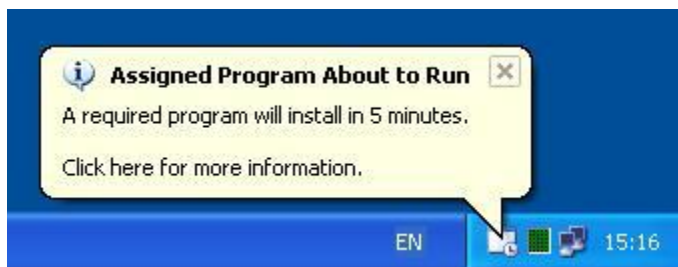 Assigned Program About to Run
A required program will install in 5 minutes.
Click here for more information.
EN
15:16